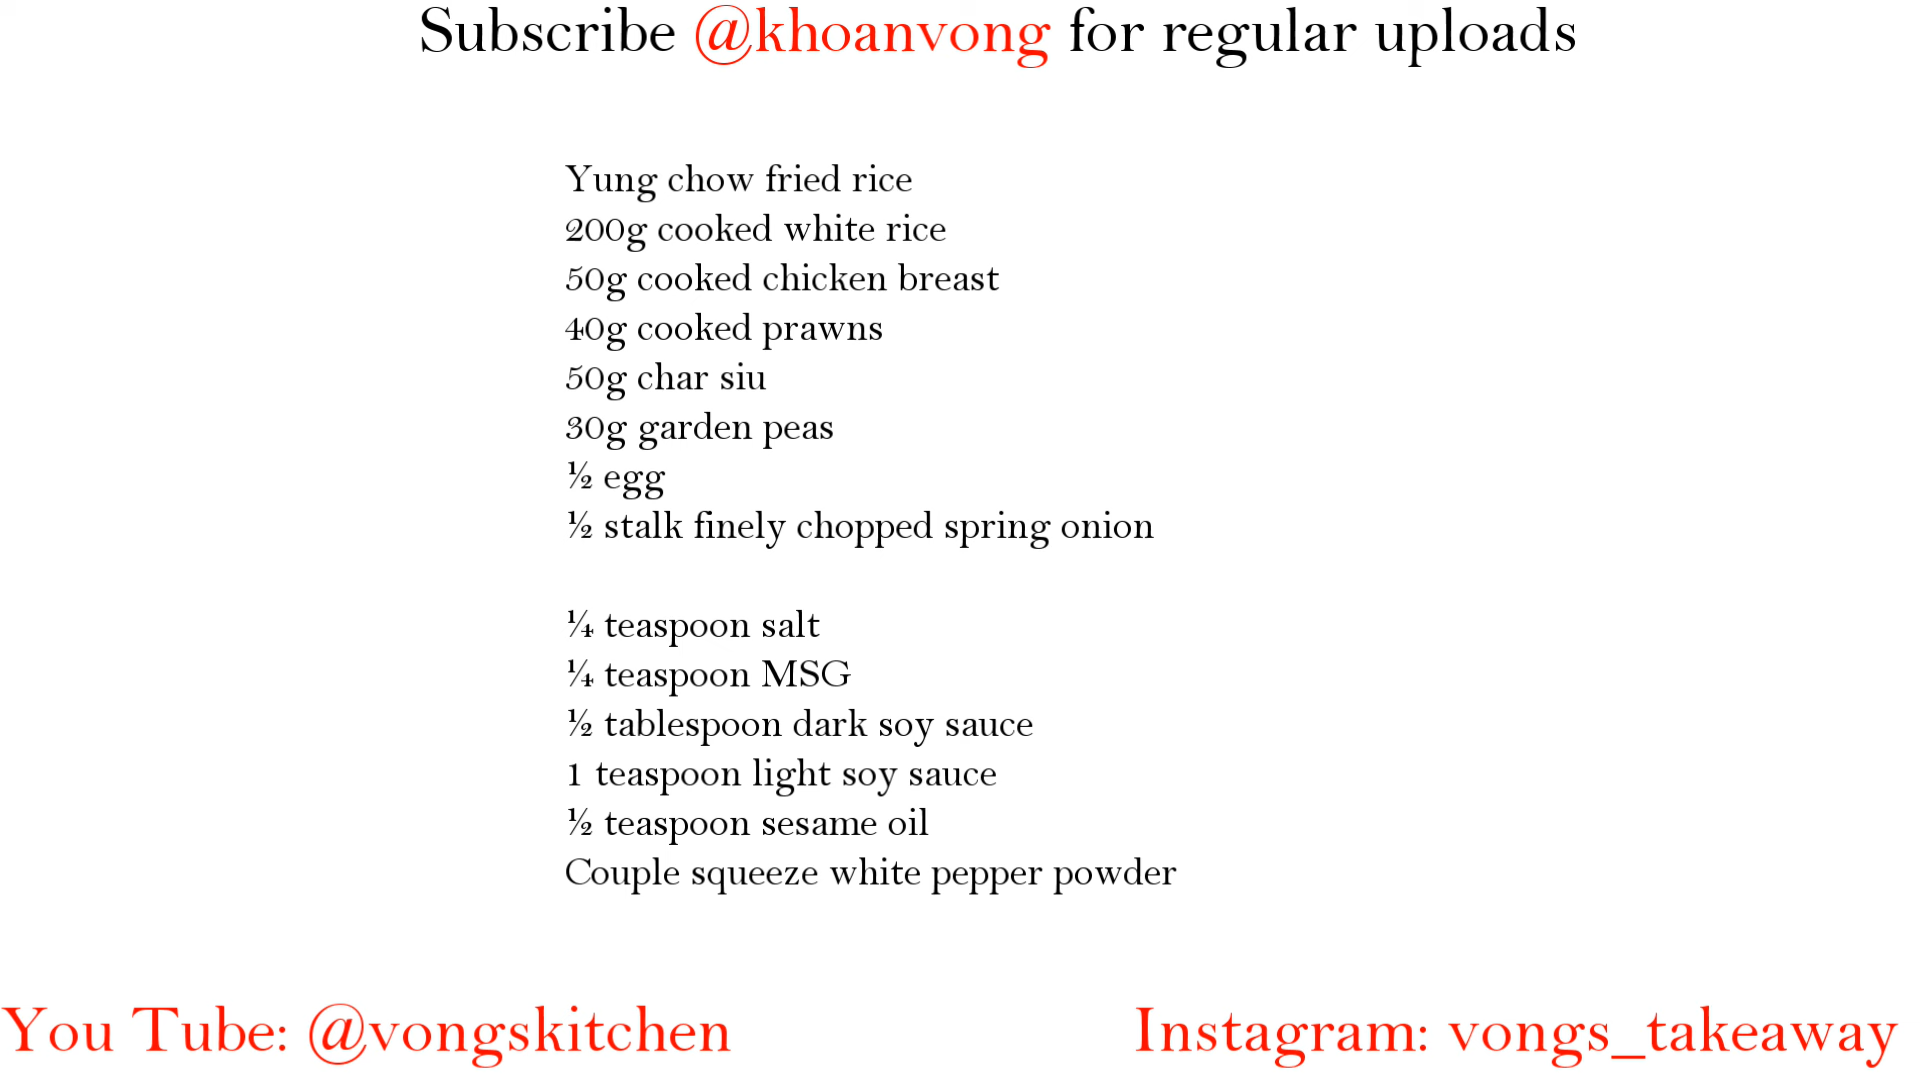 Subscribe @khoanvong for regular uploads
Yung chow fried rice
200g cooked white rice
50g cooked chicken breast
40g cooked prawns
50g char siu
30g garden peas
½ egg
½ stalk finely chopped spring onion
¼ teaspoon salt
¼ teaspoon MSG
½ tablespoon dark soy sauce
1 teaspoon light soy sauce
½ teaspoon sesame oil
Couple squeeze white pepper powder
You Tube: @vongskitchen
Instagram: vongs_takeaway